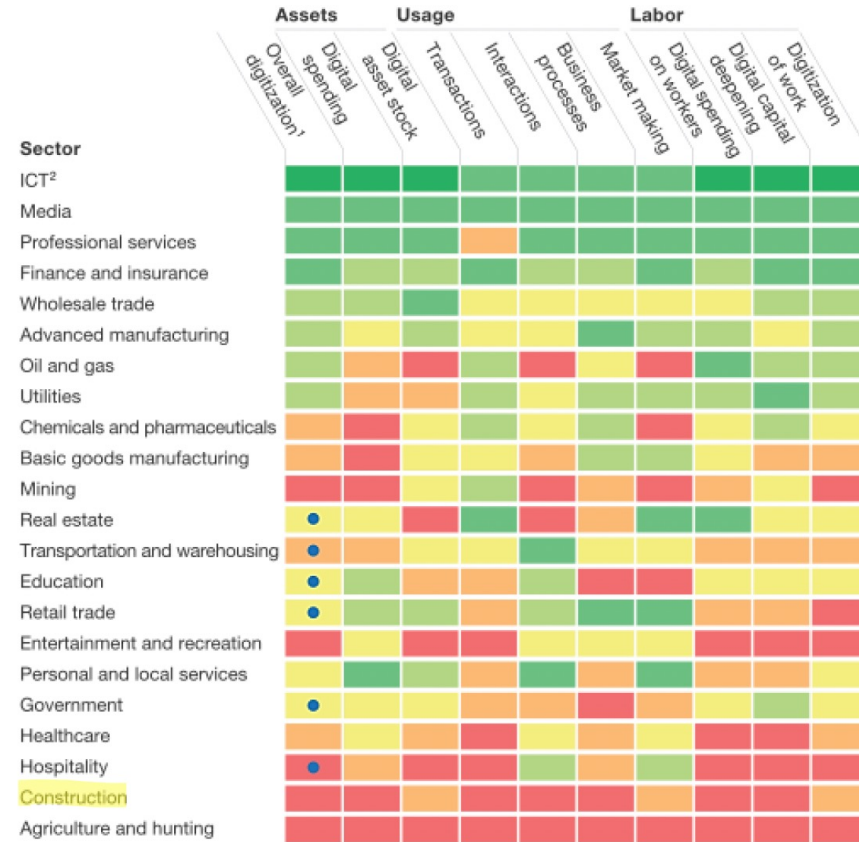 Assets Usage Labor
Overall
digitization¹
Digital
spending
Digital
asset stock
Transactions
Interactions
Business
processes
Market making
Digital spending
on workers
Digital capital
deepening
Digitization
of work
Sector
ICT²
Media
Professional services
Finance and insurance
Wholesale trade
Advanced manufacturing
Oil and gas
Utilities
Chemicals and pharmaceuticals
Basic goods manufacturing
Mining
Real estate
Transportation and warehousing
Education
Retail trade
Entertainment and recreation
Personal and local services
Government
Healthcare
Hospitality
Construction
Agriculture and hunting